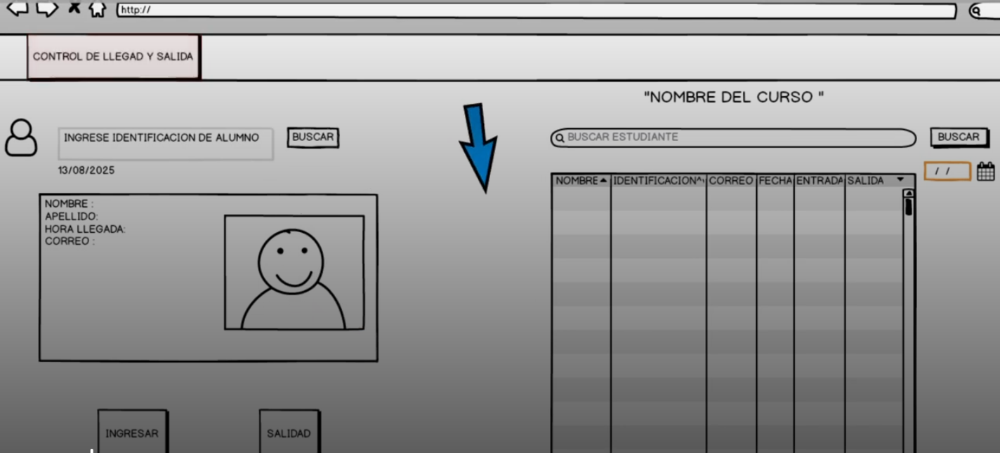 http://
CONTROL DE LLEGAD Y SALIDA
"NOMBRE DEL CURSO "
INGRESE IDENTIFICACION DE ALUMNO
BUSCAR
BUSCAR ESTUDIANTE
BUSCAR
13/08/2025
/ /
NOMBRE IDENTIFICACION CORREO FECHA ENTRADA SALIDA
NOMBRE :
APELLIDO:
HORA LLEGADA:
CORREO :
INGRESAR
SALIDAD